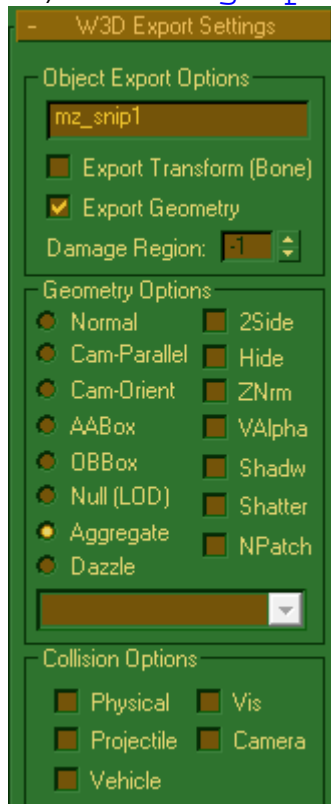 - W3D Export Settings
Object Export Options
mz_snip1
Export Transform (Bone)
Export Geometry
Damage Region: -1
Geometry Options
Normal 2Side
Cam-Parallel Hide
Cam-Orient ZNrm
AABox VAlpha
OBBox Shadw
Null (LOD) Shatter
Aggregate NPatch
Dazzle
Collision Options
Physical Vis
Projectile Camera
Vehicle